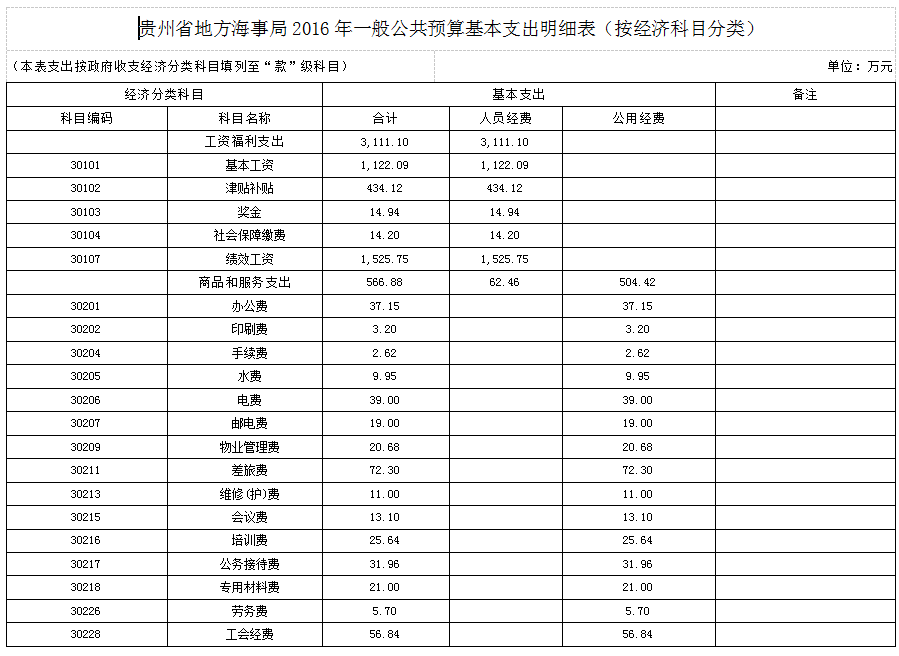 贵州省地方海事局2016年一般公共预算基本支出明细表（按经济科目分类）
（本表支出按政府收支经济分类科目填列至“款”级科目） 单位：万元
经济分类科目 基本支出 备注
科目编码 科目名称 合计 人员经费 公用经费
工资福利支出 3,111.10 3,111.10
30101 基本工资 1,122.09 1,122.09
30102 津贴补贴 434.12 434.12
30103 奖金 14.94 14.94
30104 社会保障缴费 14.20 14.20
30107 绩效工资 1,525.75 1,525.75
商品和服务支出 566.88 62.46 504.42
30201 办公费 37.15 37.15
30202 印刷费 3.20 3.20
30204 手续费 2.62 2.62
30205 水费 9.95 9.95
30206 电费 39.00 39.00
30207 邮电费 19.00 19.00
30209 物业管理费 20.68 20.68
30211 差旅费 72.30 72.30
30213 维修(护)费 11.00 11.00
30215 会议费 13.10 13.10
30216 培训费 25.64 25.64
30217 公务接待费 31.96 31.96
30218 专用材料费 21.00 21.00
30226 劳务费 5.70 5.70
30228 工会经费 56.84 56.84